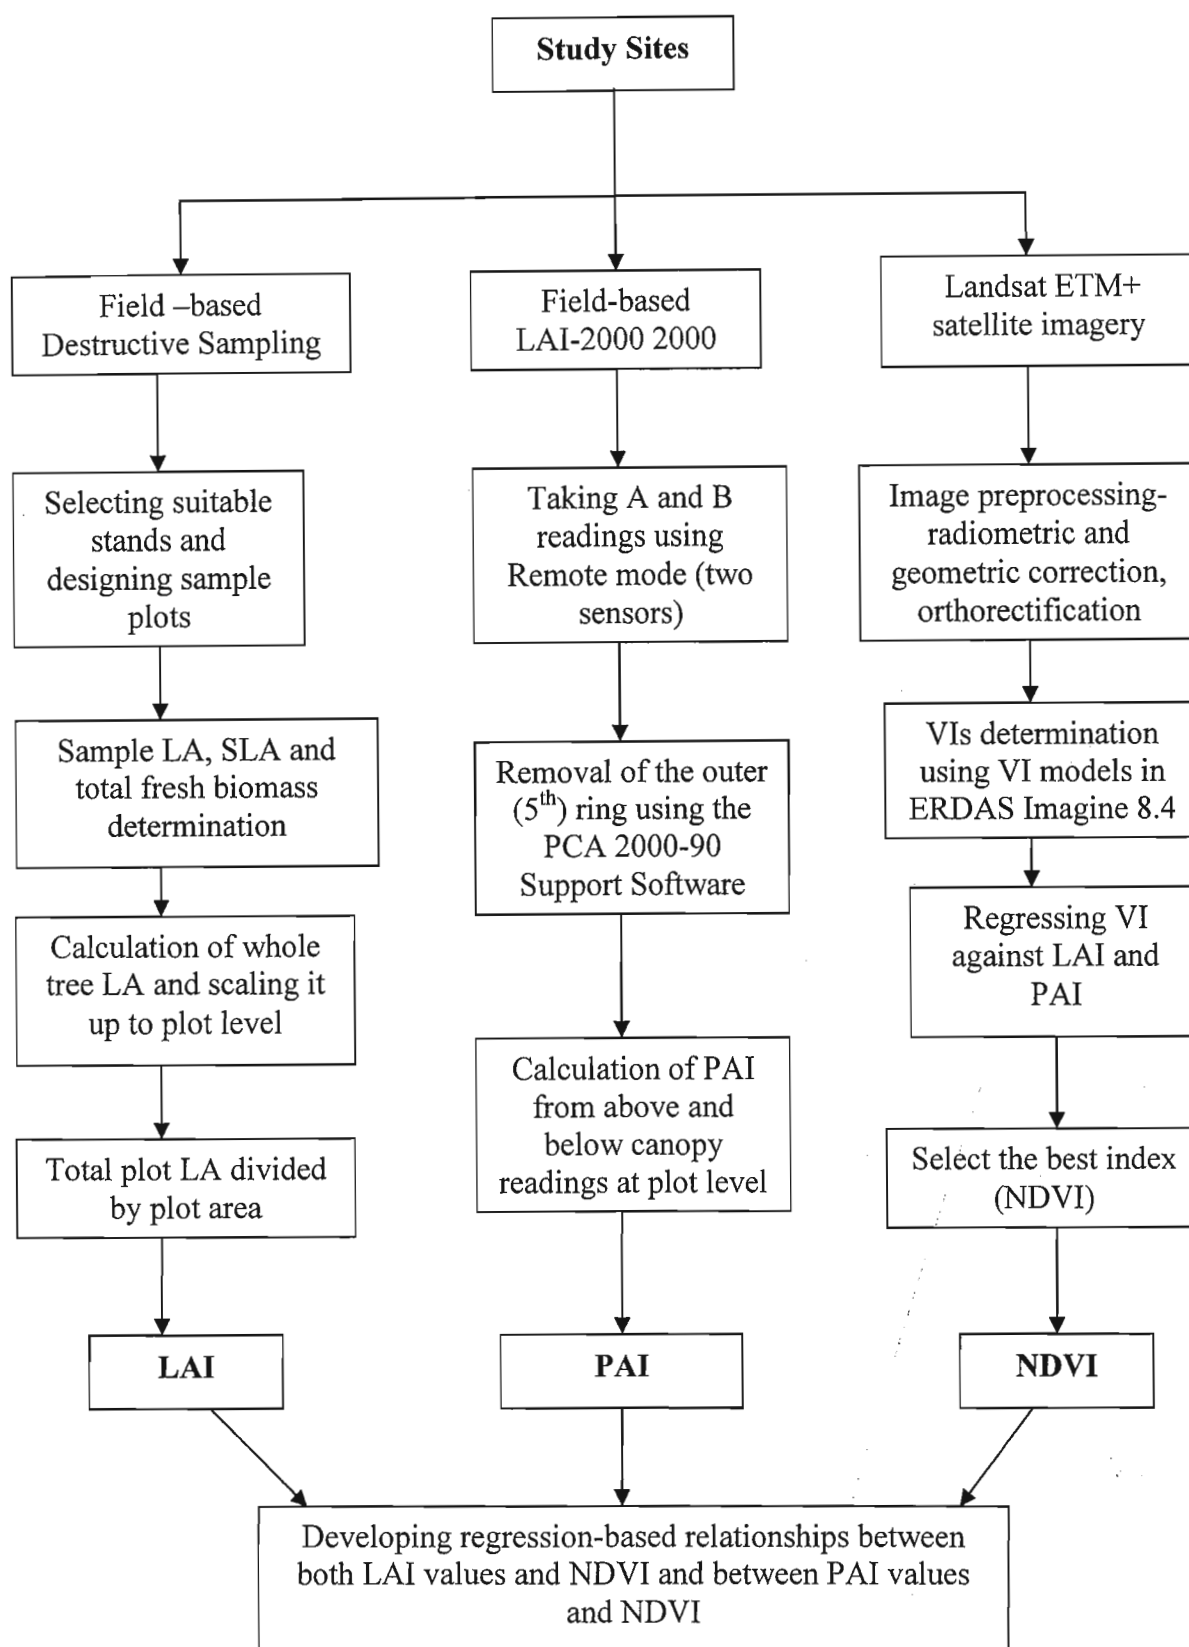 Study Sites
Field –based
Destructive Sampling
Selecting suitable
stands and
designing sample
plots
Sample LA, SLA and
total fresh biomass
determination
Calculation of whole
tree LA and scaling it
up to plot level
Total plot LA divided
by plot area
LAI
Field-based
LAI-2000 2000
Taking A and B
readings using
Remote mode (two
sensors)
Removal of the outer
(5th) ring using the
PCA 2000-90
Support Software
Calculation of PAI
from above and
below canopy
readings at plot level
PAI
Landsat ETM+
satellite imagery
Image preprocessing-
radiometric and
geometric correction,
orthorectification
VIs determination
using VI models in
ERDAS Imagine 8.4
Regressing VI
against LAI and
PAI
Select the best index
(NDVI)
NDVI
Developing regression-based relationships between
both LAI values and NDVI and between PAI values
and NDVI